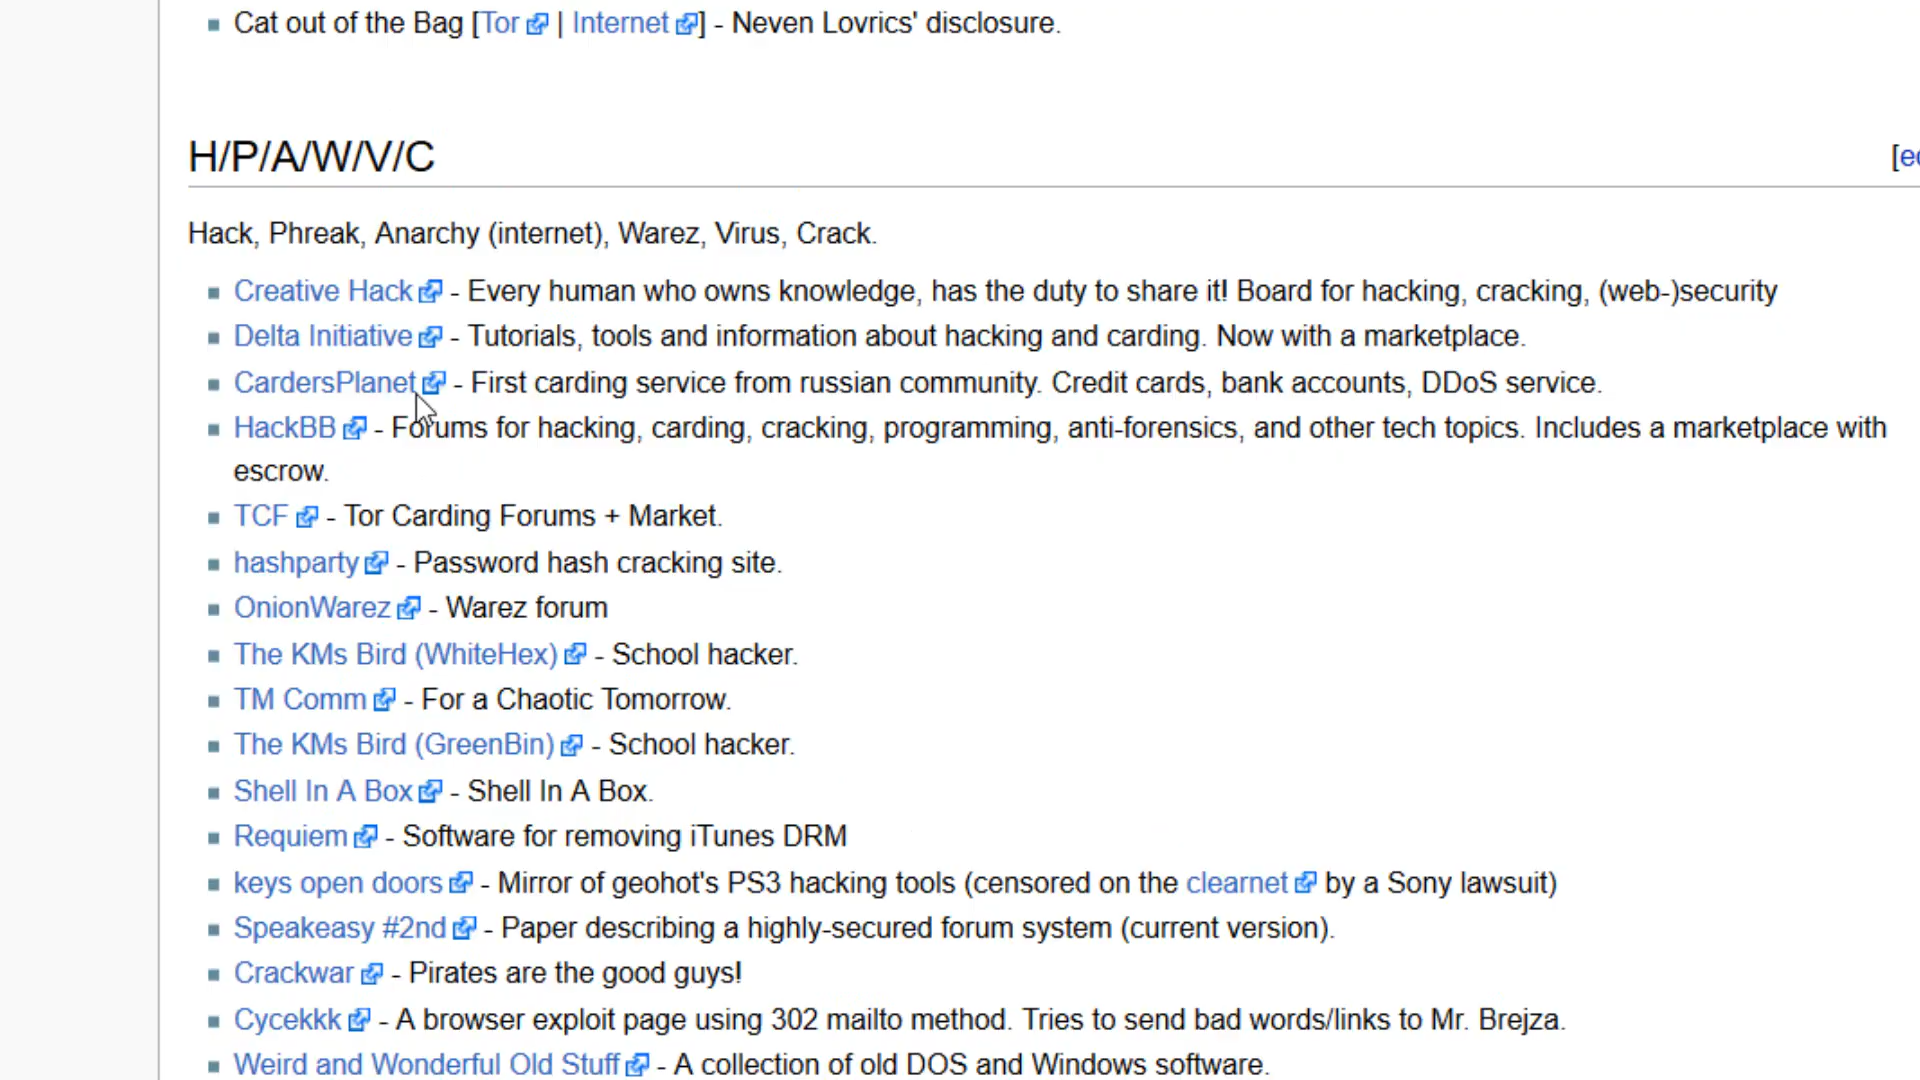 Cat out of the Bag [Tor | Internet] - Neven Lovrics' disclosure.
H/P/A/W/V/C
Hack, Phreak, Anarchy (internet), Warez, Virus, Crack.
Creative Hack - Every human who owns knowledge, has the duty to share it! Board for hacking, cracking, (web-)security
Delta Initiative - Tutorials, tools and information about hacking and carding. Now with a marketplace.
CardersPlanet - First carding service from russian community. Credit cards, bank accounts, DDoS service.
HackBB - Forums for hacking, carding, cracking, programming, anti-forensics, and other tech topics. Includes a marketplace with
escrow.
TCF - Tor Carding Forums + Market.
hashparty - Password hash cracking site.
OnionWarez - Warez forum
The KMs Bird (WhiteHex) - School hacker.
TM Comm - For a Chaotic Tomorrow.
The KMs Bird (GreenBin) - School hacker.
Shell In A Box - Shell In A Box.
Requiem - Software for removing iTunes DRM
keys open doors - Mirror of geohot's PS3 hacking tools (censored on the clearnet by a Sony lawsuit)
Speakeasy #2nd - Paper describing a highly-secured forum system (current version).
Crackwar - Pirates are the good guys!
Cycekkk - A browser exploit page using 302 mailto method. Tries to send bad words/links to Mr. Brejza.
Weird and Wonderful Old Stuff - A collection of old DOS and Windows software.